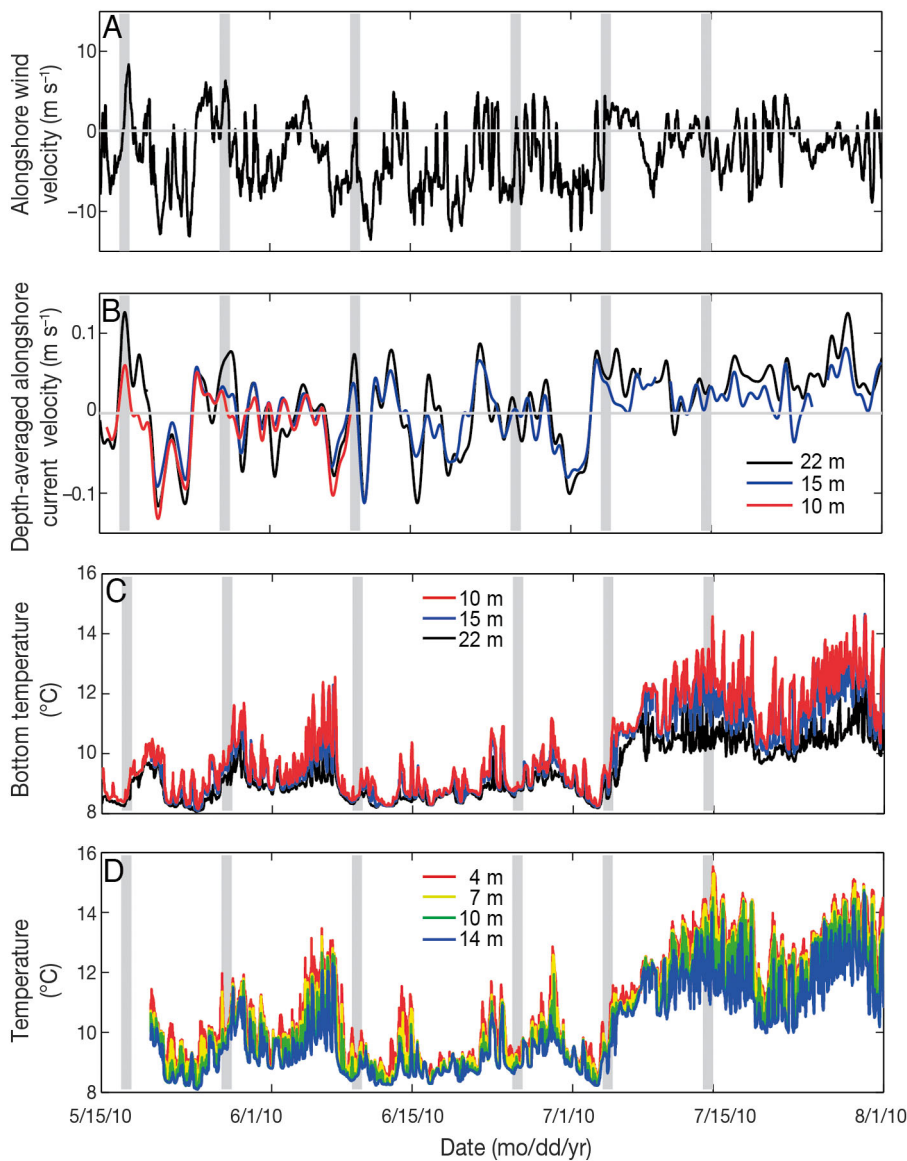 A
Alongshore wind
velocity (m s⁻¹)
10
0
−10
B
Depth-averaged alongshore
current velocity (m s⁻¹)
0.1
0
−0.1
22 m
15 m
10 m
C
Bottom temperature
(°C)
16
14
12
10
8
10 m
15 m
22 m
D
Temperature
(°C)
16
14
12
10
8
4 m
7 m
10 m
14 m
5/15/10 6/1/10 6/15/10 7/1/10 7/15/10 8/1/10
Date (mo/dd/yr)